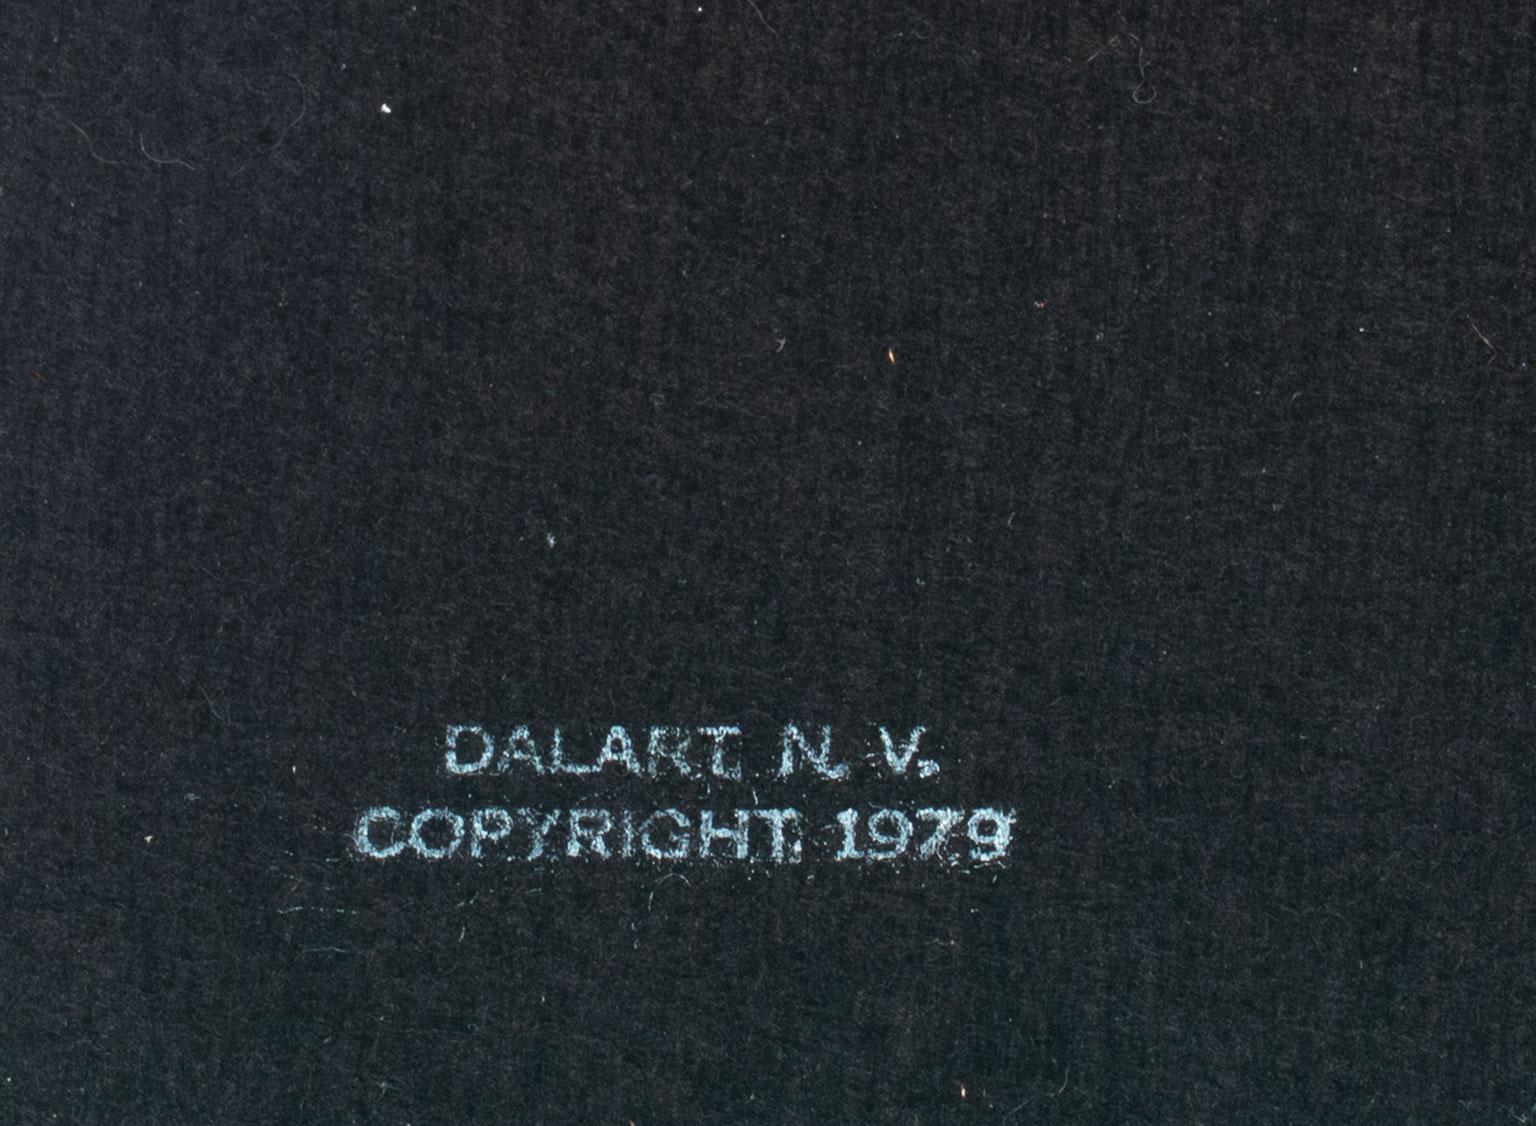 DALART N. V.
COPYRIGHT 1979